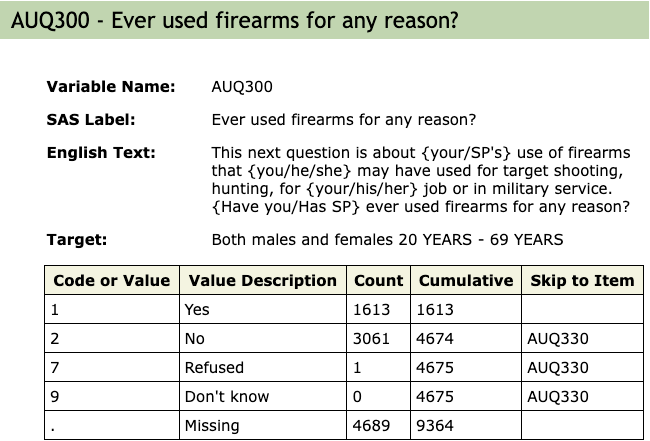 AUQ300 - Ever used firearms for any reason?
Variable Name: AUQ300
SAS Label: Ever used firearms for any reason?
English Text: This next question is about {your/SP's} use of firearms
that {you/he/she} may have used for target shooting,
hunting, for {your/his/her} job or in military service.
{Have you/Has SP} ever used firearms for any reason?
Target: Both males and females 20 YEARS - 69 YEARS
Code or Value Value Description Count Cumulative Skip to Item
1 Yes 1613 1613
2 No 3061 4674 AUQ330
7 Refused 1 4675 AUQ330
9 Don't know 0 4675 AUQ330
. Missing 4689 9364